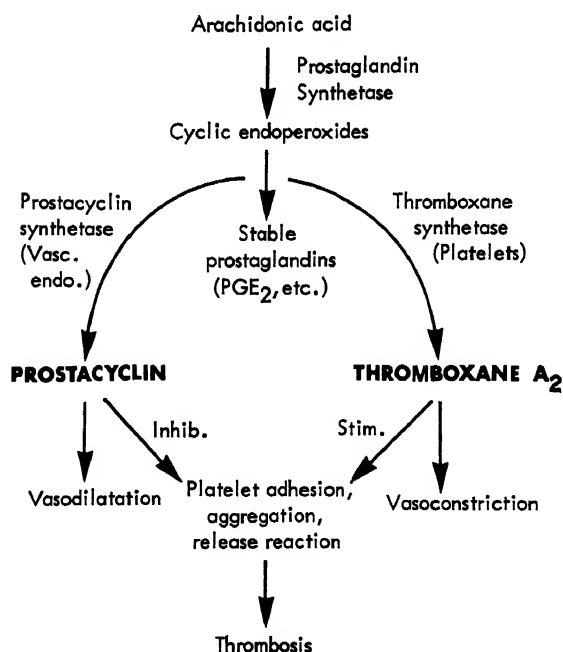 Arachidonic acid
Prostaglandin
Synthetase
Cyclic endoperoxides
Prostacyclin
synthetase
(Vasc.
endo.)
Stable
prostaglandins
(PGE2, etc.)
Thromboxane
synthetase
(Platelets)
PROSTACYCLIN
THROMBOXANE A2
Inhib.
Stim.
Vasodilatation
Platelet adhesion,
aggregation,
release reaction
Vasoconstriction
Thrombosis